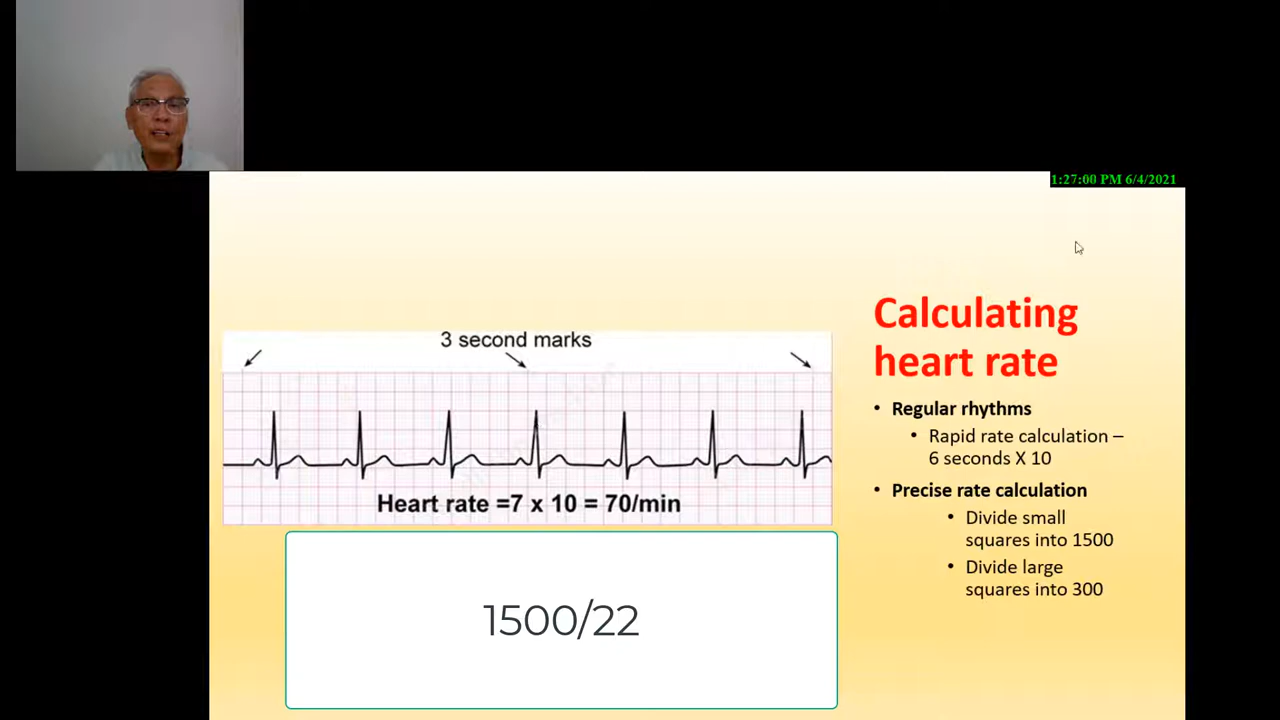 1:27:00 PM 6/4/2021
3 second marks
Heart rate =7 x 10 = 70/min
1500/22
Calculating
heart rate
• Regular rhythms
• Rapid rate calculation –
6 seconds X 10
• Precise rate calculation
• Divide small
squares into 1500
• Divide large
squares into 300